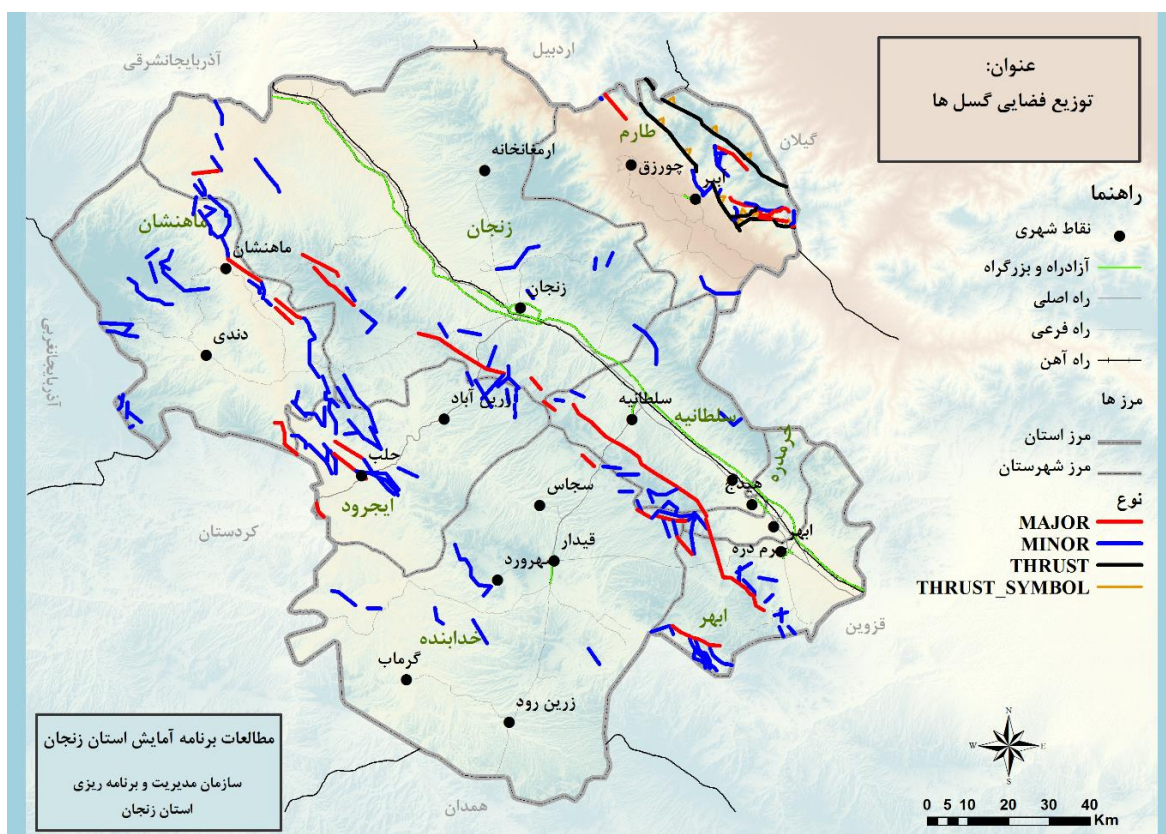 عنوان:
توزیع فضایی گسل ها
راهنما
نقاط شهری
آزادراه و بزرگراه
راه اصلی
راه فرعی
راه آهن
مرز ها
مرز استان
مرز شهرستان
نوع
MAJOR
MINOR
THRUST
THRUST_SYMBOL
اردبیل
آذربایجانشرقی
گیلان
طارم
چورزق
آببر
ارمغانخانه
زنجان
ماهنشان
ماهنشان
زنجان
دندی
آذربایجانغربی
سلطانیه
سلطانیه
زرین آباد
خرمدره
حلب
هیدج
سجاس
ایجرود
ابهر
کردستان
قیدار
خرم دره
سهرورد
ابهر
قزوین
خدابنده
گرماب
زرین رود
همدان
مطالعات برنامه آمایش استان زنجان
سازمان مدیریت و برنامه ریزی
استان زنجان
N
W
E
S
0 5 10 20 30 40
Km